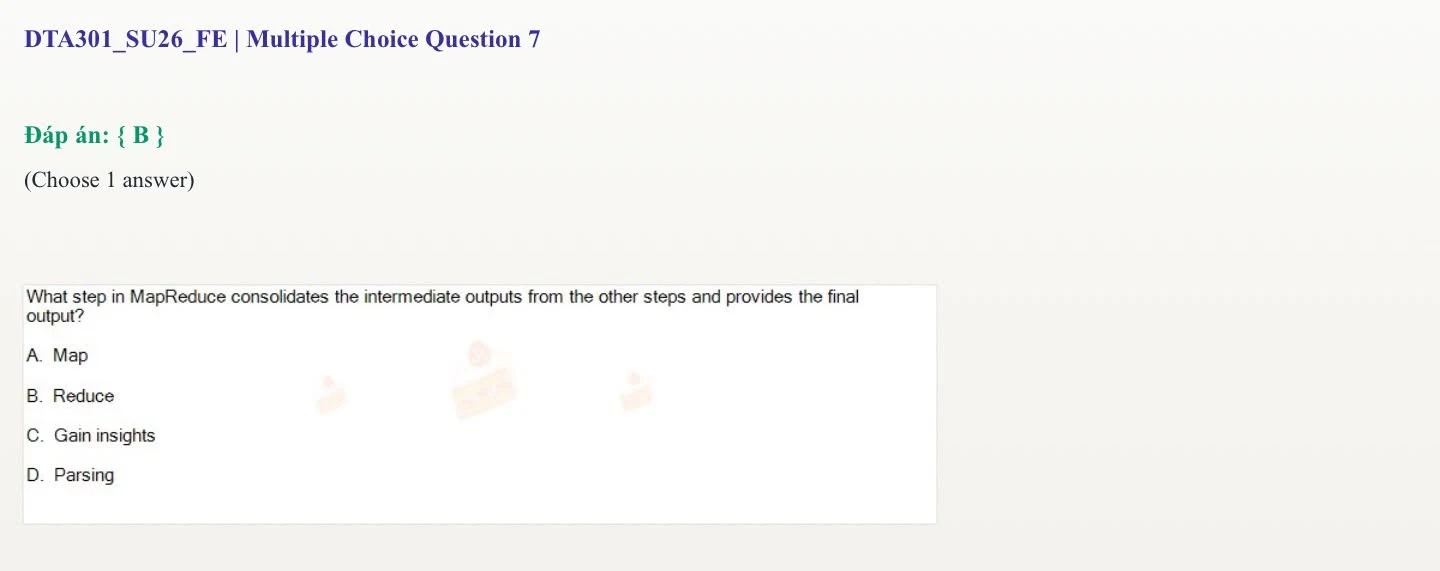 DTA301_SU26_FE | Multiple Choice Question 7
Đáp án: { B }
(Choose 1 answer)
What step in MapReduce consolidates the intermediate outputs from the other steps and provides the final
output?
A. Map
B. Reduce
C. Gain insights
D. Parsing